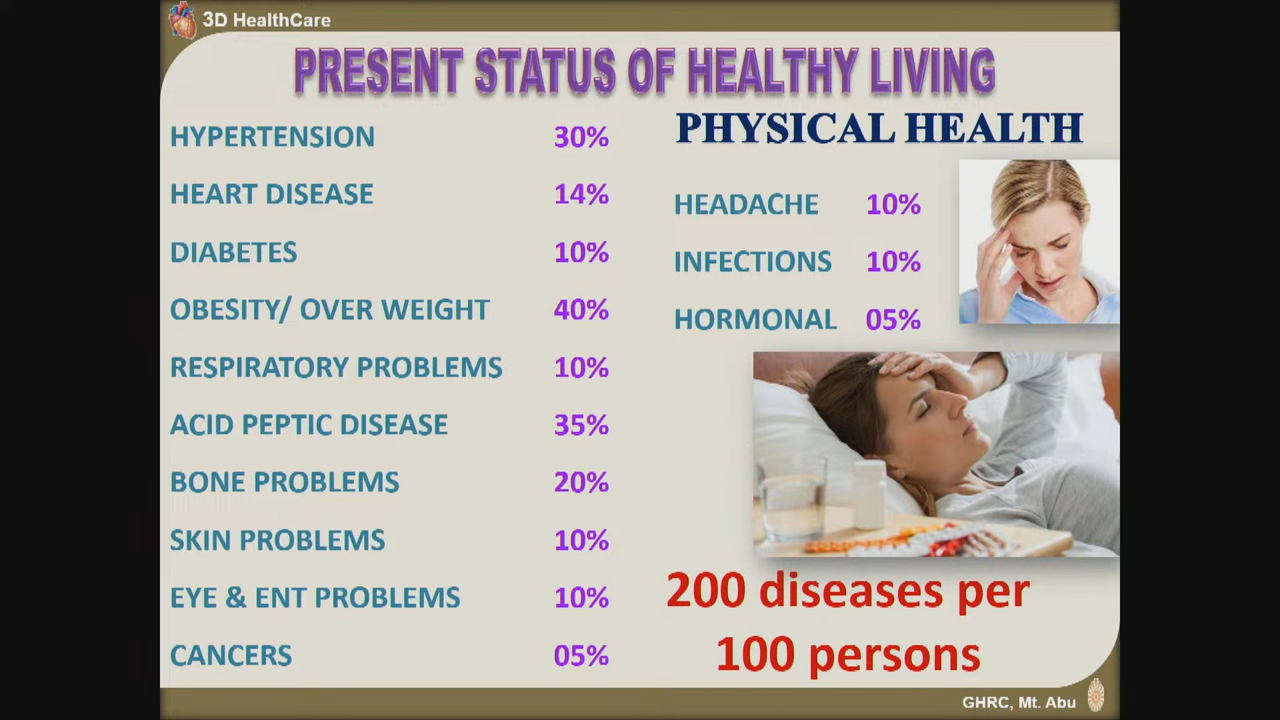 3D HealthCare
PRESENT STATUS OF HEALTHY LIVING
HYPERTENSION 30%
HEART DISEASE 14%
DIABETES 10%
OBESITY/ OVER WEIGHT 40%
RESPIRATORY PROBLEMS 10%
ACID PEPTIC DISEASE 35%
BONE PROBLEMS 20%
SKIN PROBLEMS 10%
EYE & ENT PROBLEMS 10%
CANCERS 05%
PHYSICAL HEALTH
HEADACHE 10%
INFECTIONS 10%
HORMONAL 05%
200 diseases per
100 persons
GHRC, Mt. Abu